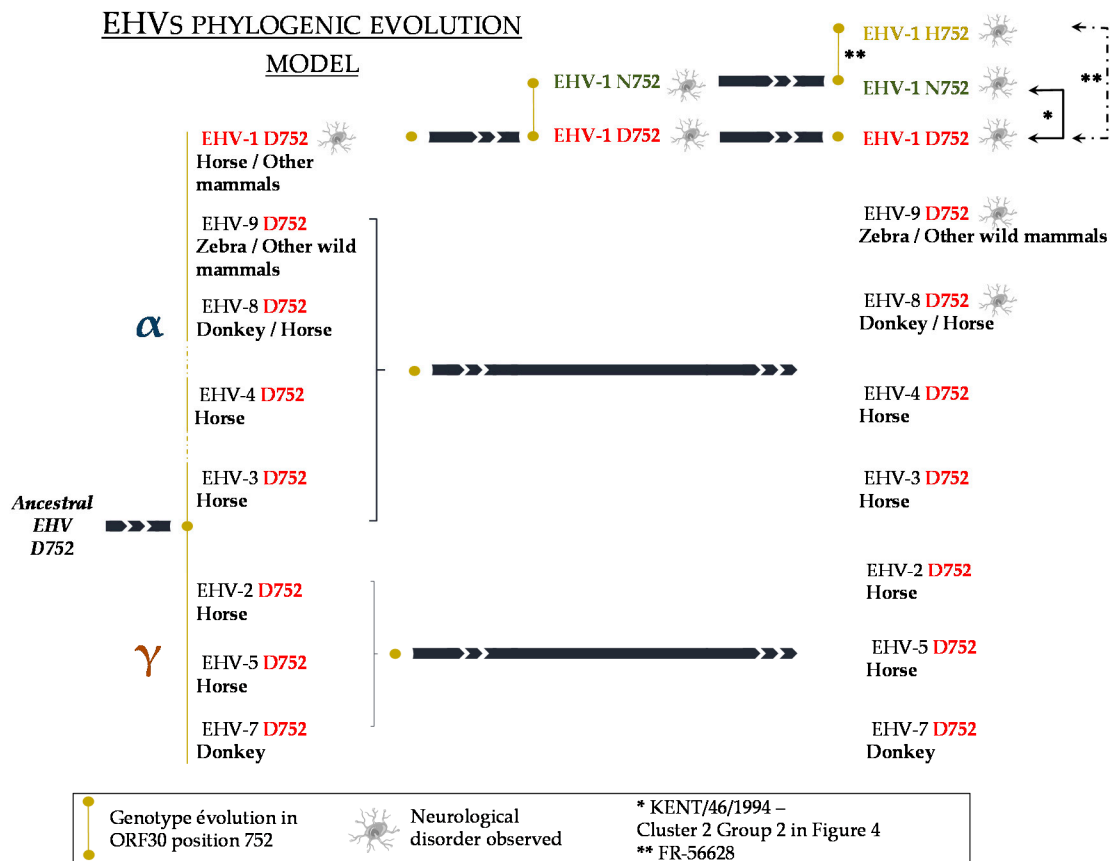 EHVS PHYLOGENIC EVOLUTION
MODEL
EHV-1 H752
**
**
EHV-1 N752
EHV-1 N752
*
EHV-1 D752
Horse / Other
mammals
EHV-1 D752
EHV-1 D752
EHV-9 D752
Zebra / Other wild
mammals
EHV-9 D752
Zebra / Other wild mammals
α
EHV-8 D752
Donkey / Horse
EHV-8 D752
Donkey / Horse
EHV-4 D752
Horse
EHV-4 D752
Horse
EHV-3 D752
Horse
EHV-3 D752
Horse
Ancestral
EHV
D752
EHV-2 D752
Horse
EHV-2 D752
Horse
γ
EHV-5 D752
Horse
EHV-5 D752
Horse
EHV-7 D752
Donkey
EHV-7 D752
Donkey
Genotype évolution in
ORF30 position 752
Neurological
disorder observed
* KENT/46/1994 –
Cluster 2 Group 2 in Figure 4
** FR-56628